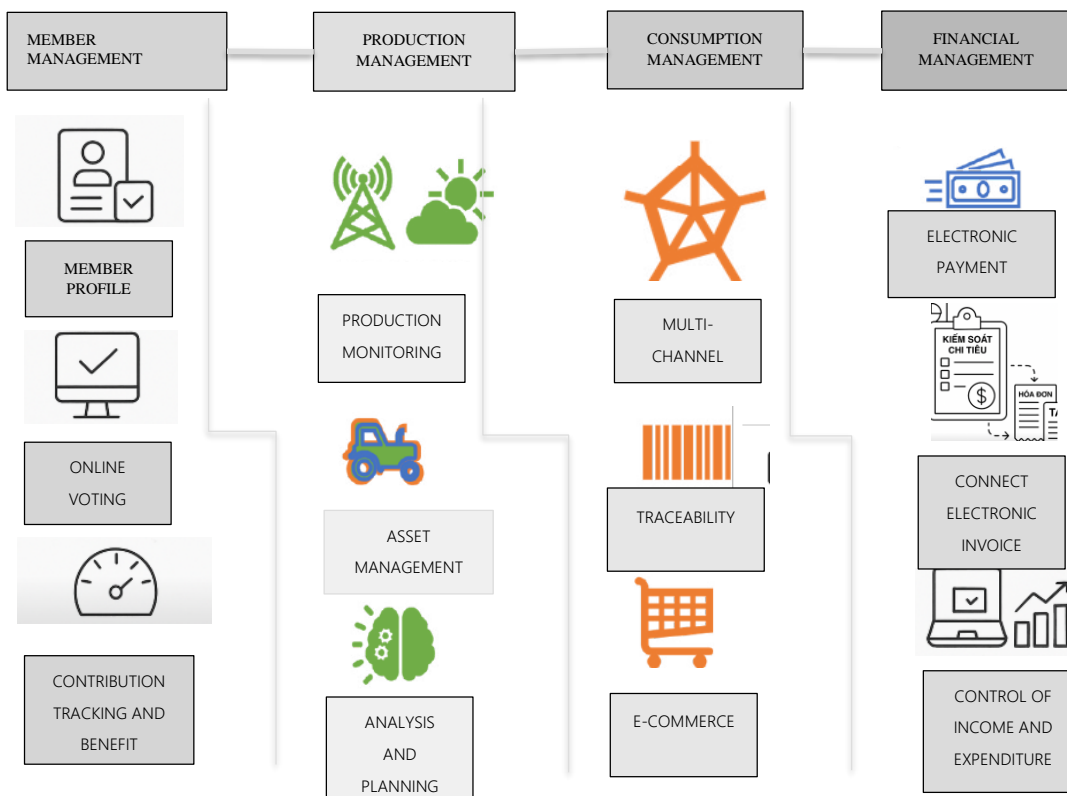 MEMBER
MANAGEMENT
PRODUCTION
MANAGEMENT
CONSUMPTION
MANAGEMENT
FINANCIAL
MANAGEMENT
MEMBER
PROFILE
ONLINE
VOTING
CONTRIBUTION
TRACKING AND
BENEFIT
PRODUCTION
MONITORING
ASSET
MANAGEMENT
ANALYSIS
AND
PLANNING
MULTI-
CHANNEL
TRACEABILITY
E-COMMERCE
ELECTRONIC
PAYMENT
KIỂM SOÁT
CHI TIÊU
$
HÓA ĐƠN
CONNECT
ELECTRONIC
INVOICE
CONTROL OF
INCOME AND
EXPENDITURE